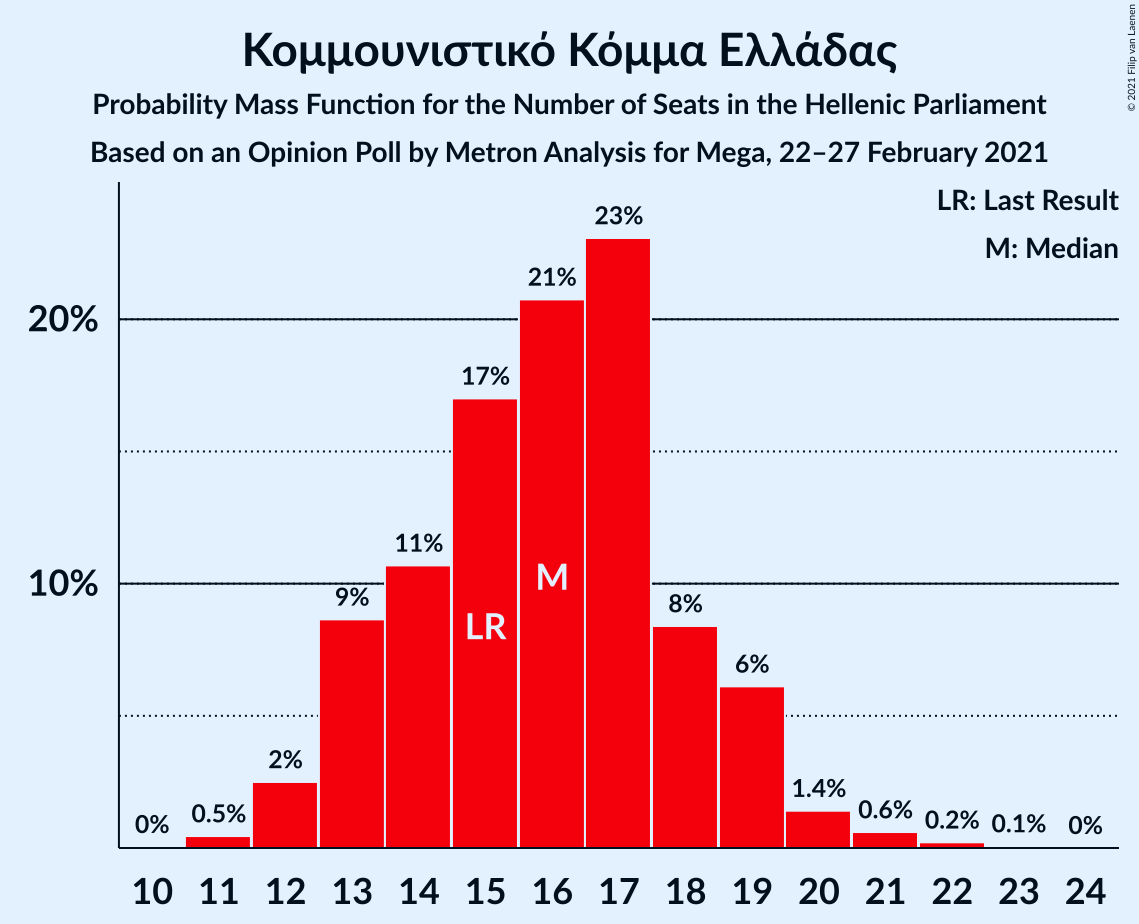 Κομμουνιστικό Κόμμα Ελλάδας
Probability Mass Function for the Number of Seats in the Hellenic Parliament
Based on an Opinion Poll by Metron Analysis for Mega, 22–27 February 2021
© 2021 Filip van Laenen
LR: Last Result
M: Median
20%
10%
0%
0.5%
2%
9%
11%
17%
21%
23%
8%
6%
1.4%
0.6%
0.2%
0.1%
0%
LR
M
10 11 12 13 14 15 16 17 18 19 20 21 22 23 24